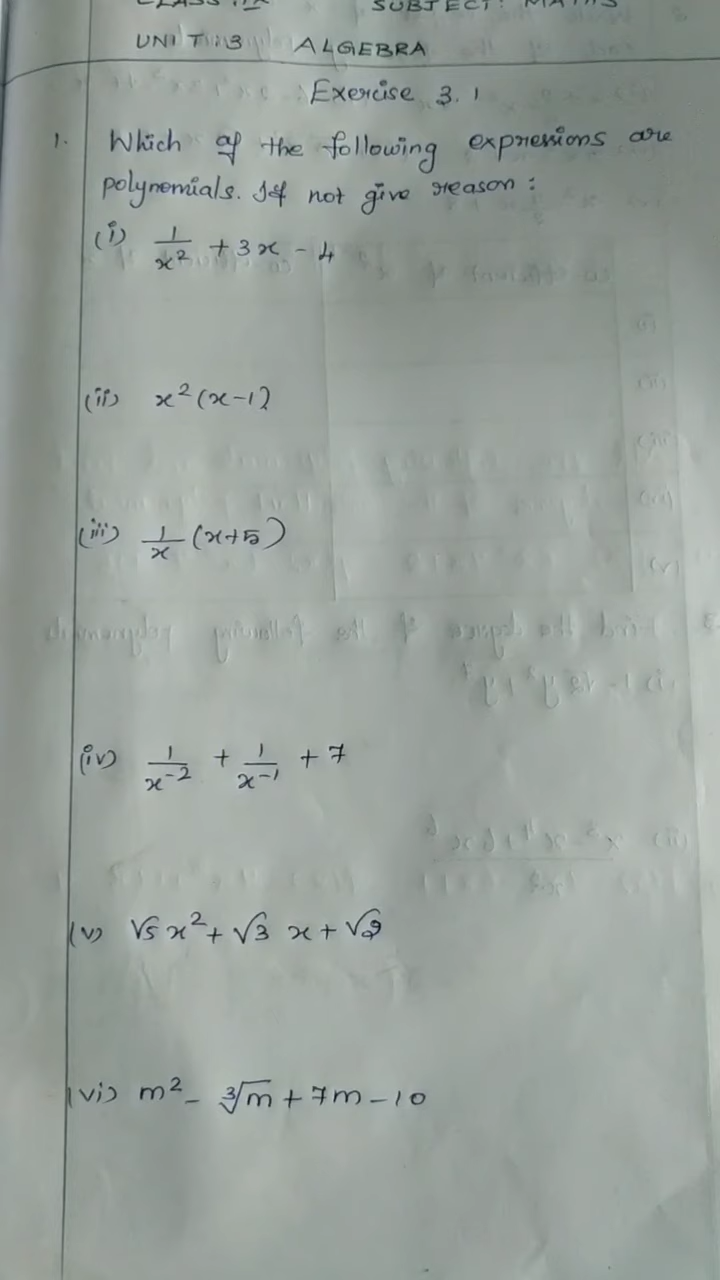 SUBJECT: MATHS
UNIT: 3 ALGEBRA
Exercise 3.1
1. Which of the following expressions are
polynomials. If not give reason:
(i) 1/x² + 3x - 4
(ii) x²(x-1)
(iii) 1/x (x+5)
(iv) 1/x⁻² + 1/x⁻¹ + 7
(v) √5 x² + √3 x + √2
(vi) m² - ∛m + 7m - 10